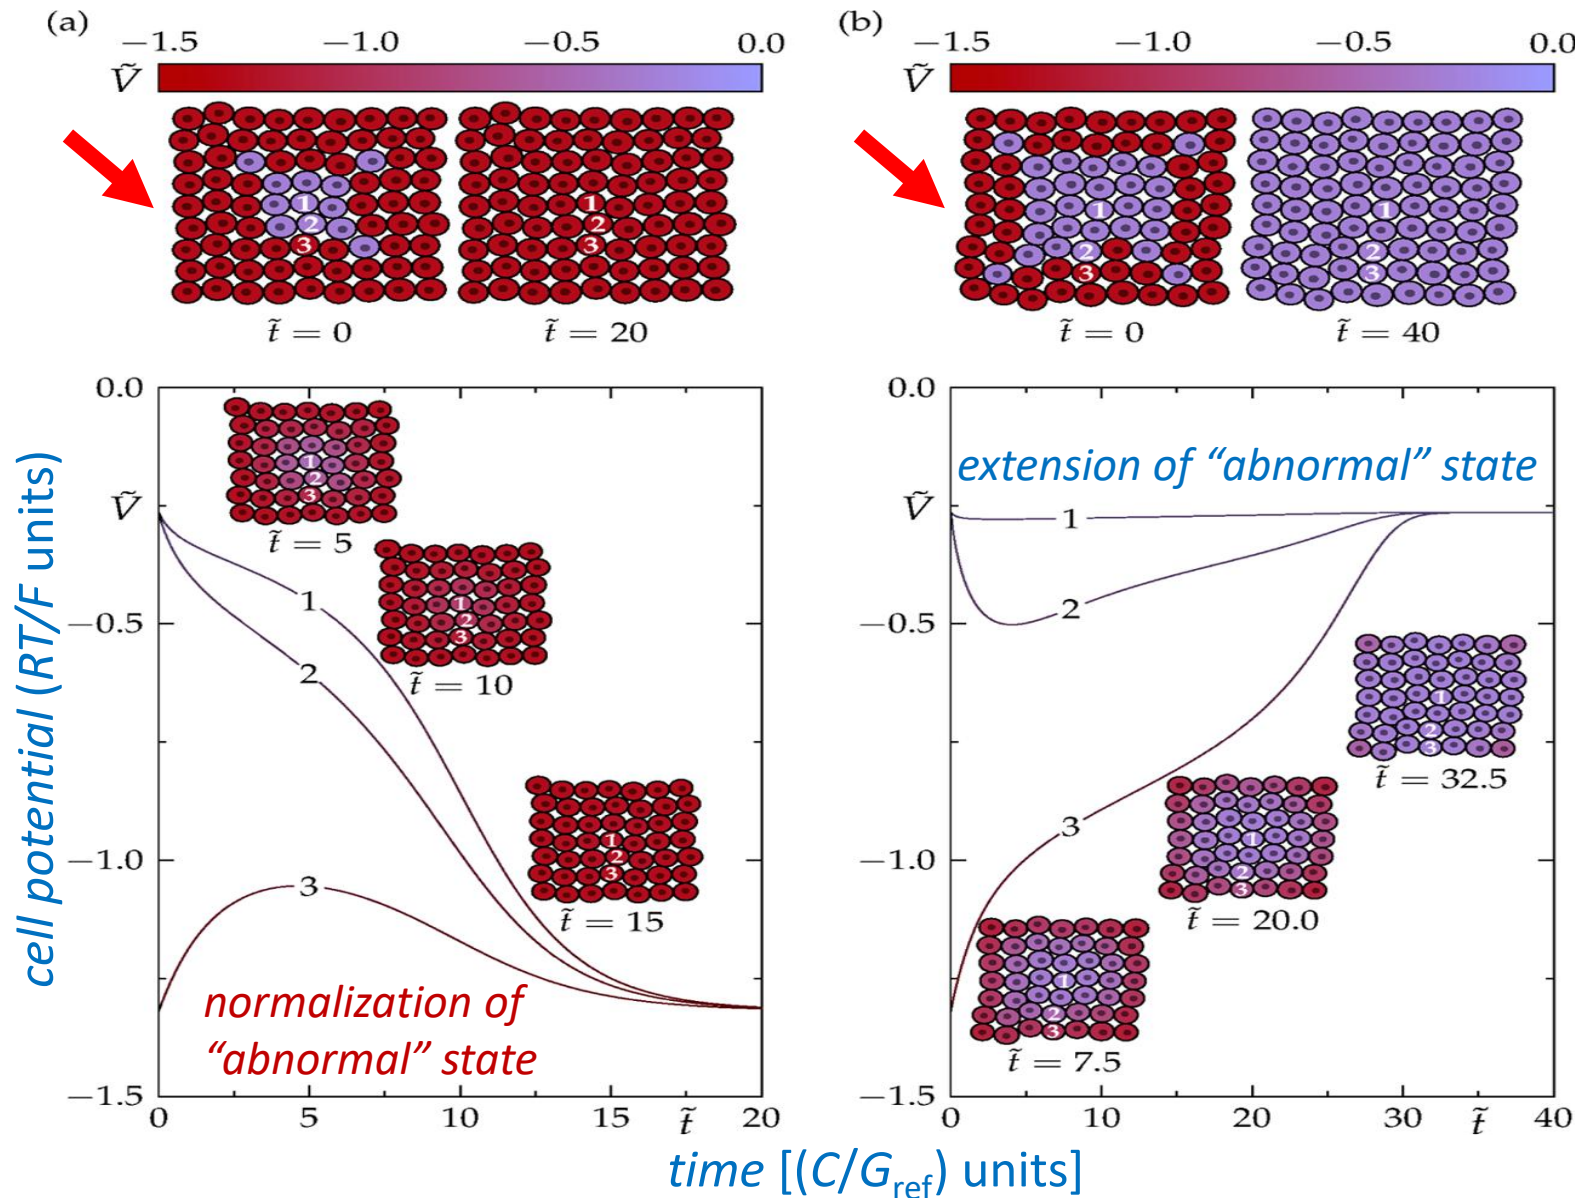 (a)
−1.5 −1.0 −0.5 0.0
Ṽ
1
2
3
1
2
3
t̃ = 0
t̃ = 20
(b)
−1.5 −1.0 −0.5 0.0
Ṽ
1
2
3
1
2
3
t̃ = 0
t̃ = 40
cell potential (RT/F units)
0.0
Ṽ
−0.5
−1.0
−1.5
1
2
3
t̃ = 5
1
2
3
t̃ = 10
1
2
3
t̃ = 15
1
2
3
normalization of
“abnormal” state
0 5 10 15 t̃ 20
0.0
Ṽ
−0.5
−1.0
−1.5
extension of “abnormal” state
1
2
3
1
2
3
t̃ = 32.5
1
2
3
t̃ = 20.0
1
2
3
t̃ = 7.5
0 10 20 30 t̃ 40
time [(C/Gref) units]